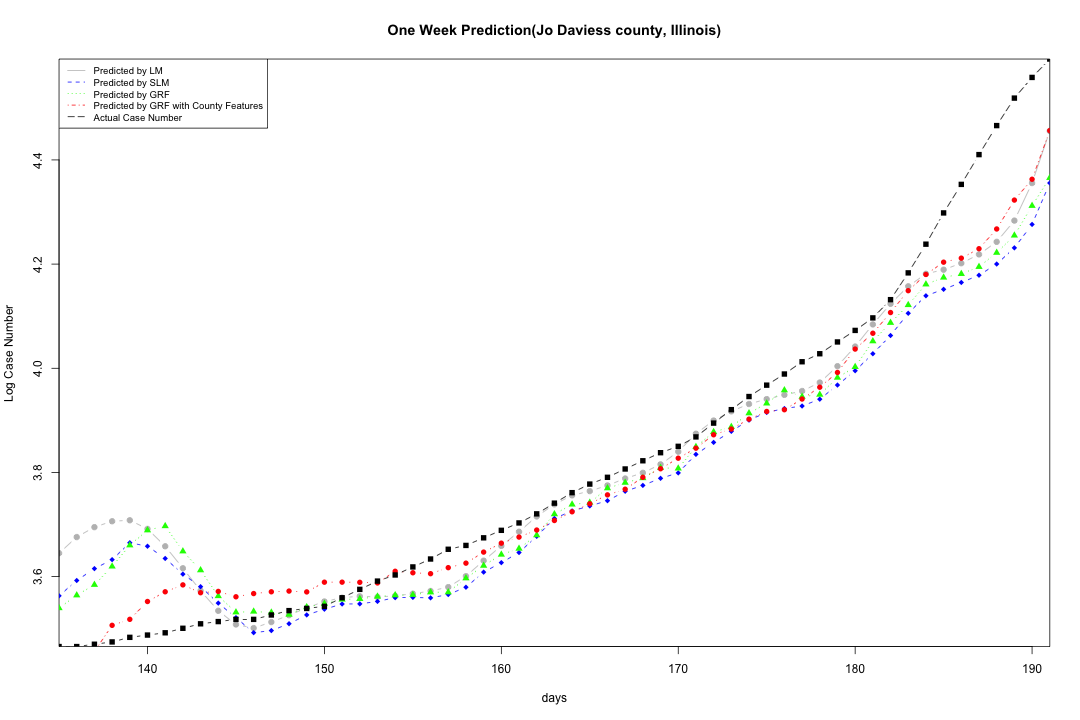 One Week Prediction(Jo Daviess county, Illinois)
Predicted by LM
Predicted by SLM
Predicted by GRF
Predicted by GRF with County Features
Actual Case Number
Log Case Number
4.4
4.2
4.0
3.8
3.6
140 150 160 170 180 190
days